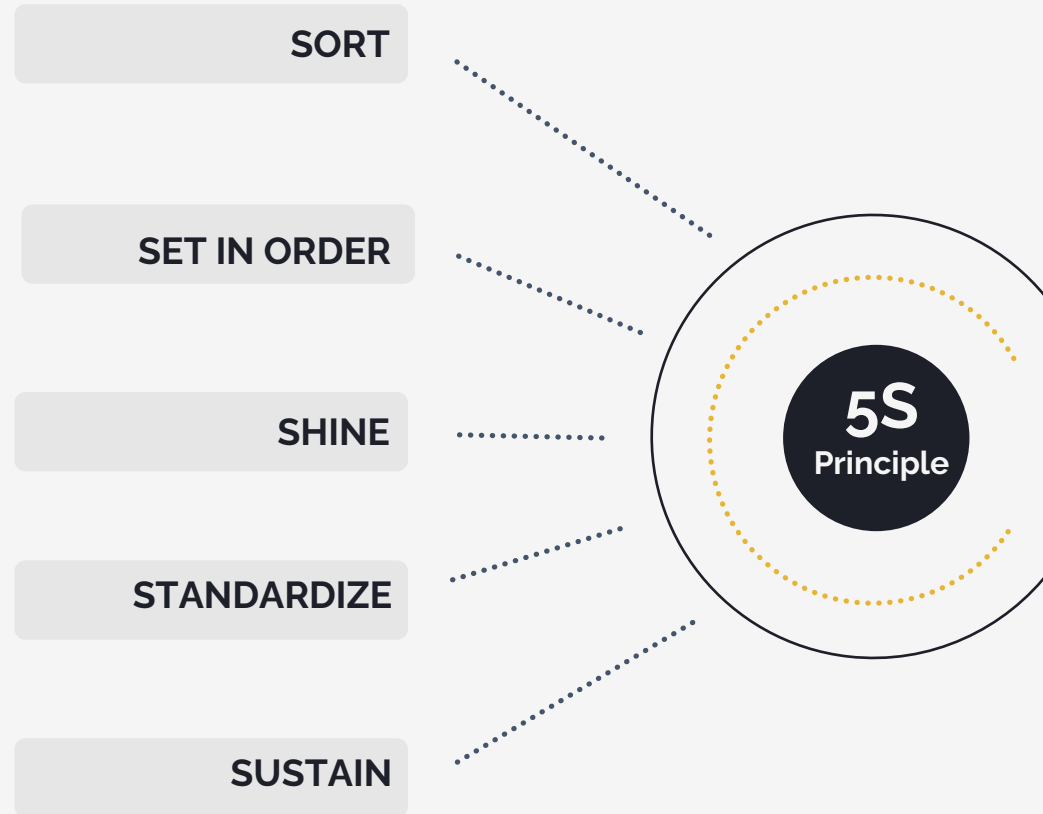 SORT
SET IN ORDER
SHINE
STANDARDIZE
SUSTAIN
5S
Principle